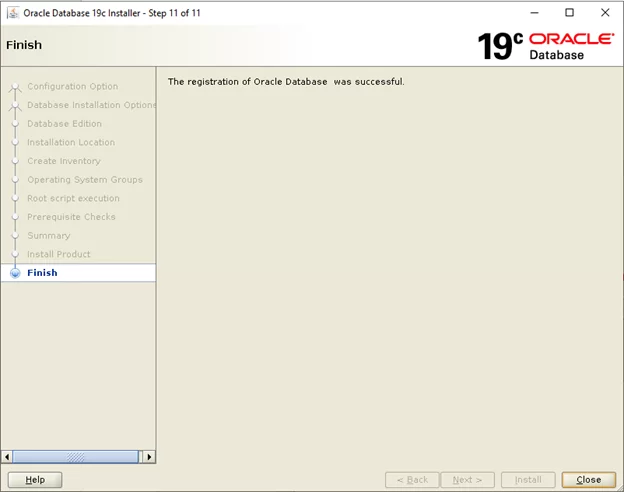 Oracle Database 19c Installer - Step 11 of 11
Finish
19c ORACLE
Database
Configuration Option
Database Installation Options
Database Edition
Installation Location
Create Inventory
Operating System Groups
Root script execution
Prerequisite Checks
Summary
Install Product
Finish
The registration of Oracle Database  was successful.
Help
< Back
Next >
Install
Close